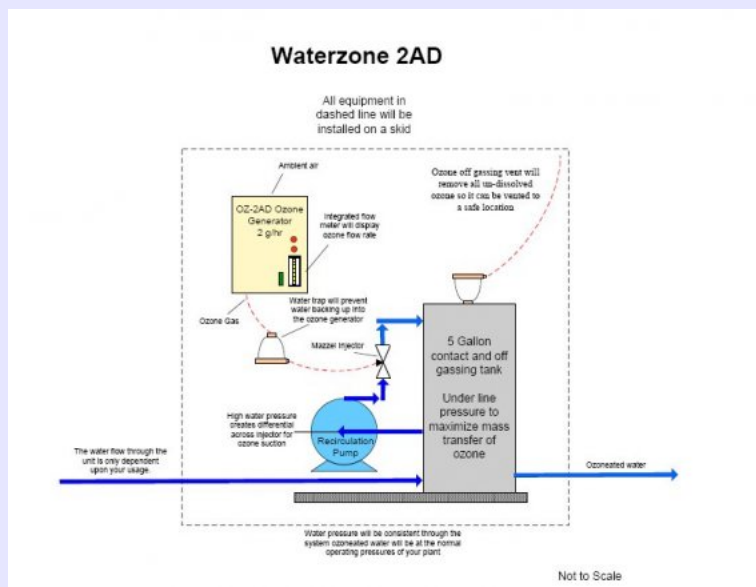 Waterzone 2AD
All equipment in
dashed line will be
installed on a skid
Ambient air
OZ-2AD Ozone
Generator
2 g/hr
Integrated flow
meter will display
ozone flow rate
Ozone off gassing vent will
remove all un-dissolved
ozone so it can be vented to
a safe location
Ozone Gas
Water trap will prevent
water backing up into
the ozone generator
Mazzel Injector
5 Gallon
contact and off
gassing tank
Under line
pressure to
maximize mass
transfer of
ozone
High water pressure
creates differential
across injector for
ozone suction
Recirculation
Pump
The water flow through the
unit is only dependent
upon your usage.
Ozoneated water
Water pressure will be consistent through the
system ozoneated water will be at the normal
operating pressures of your plant
Not to Scale